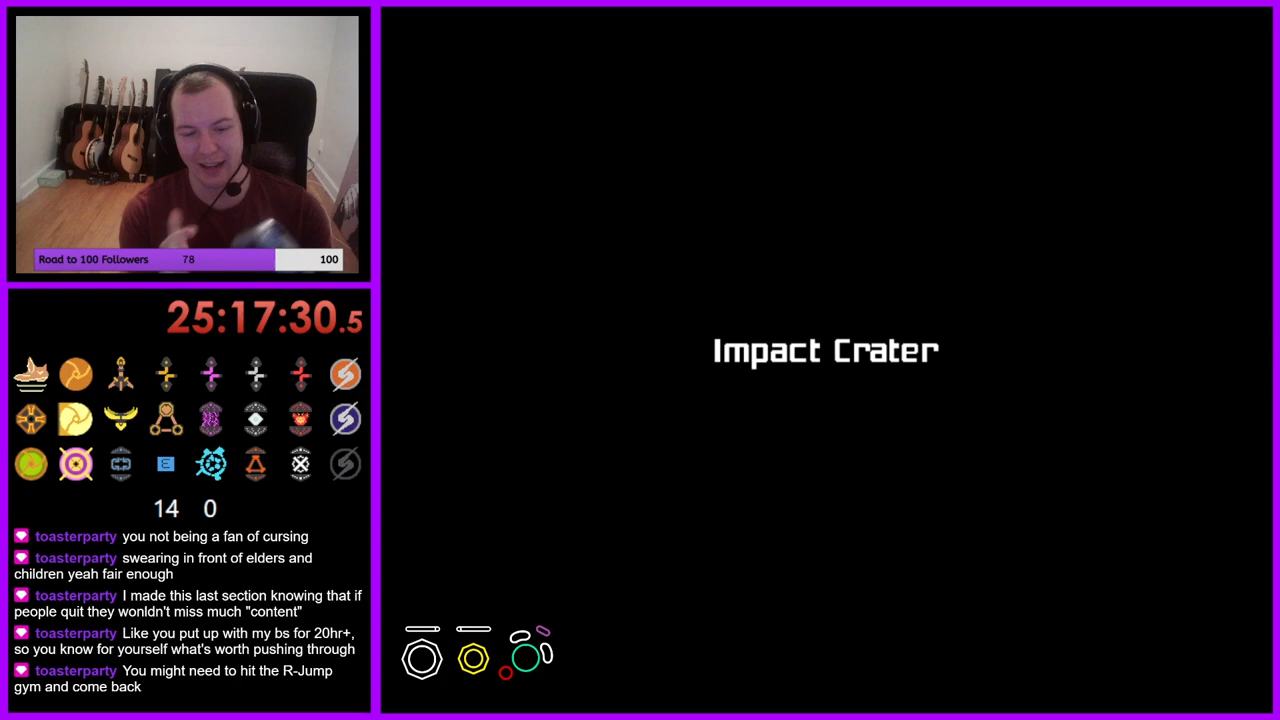 Road to 100 Followers 78 100
25:17:30.5
14 0
toasterparty you not being a fan of cursing
toasterparty swearing in front of elders and
children yeah fair enough
toasterparty I made this last section knowing that if
people quit they wonldn't miss much "content"
toasterparty Like you put up with my bs for 20hr+,
so you know for yourself what's worth pushing through
toasterparty You might need to hit the R-Jump
gym and come back
Impact Crater